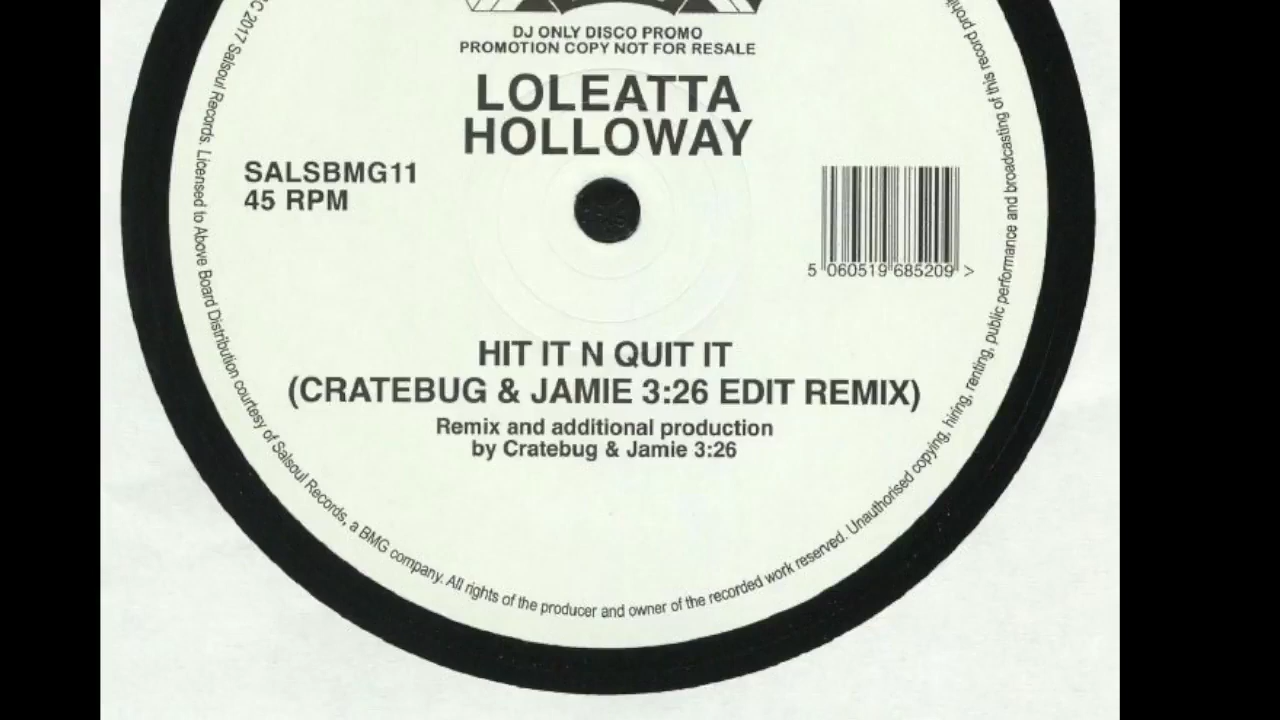 DJ ONLY DISCO PROMO
PROMOTION COPY NOT FOR RESALE
LOLEATTA
HOLLOWAY
SALSBMG11
45 RPM
5 060519 685209 >
HIT IT N QUIT IT
(CRATEBUG & JAMIE 3:26 EDIT REMIX)
Remix and additional production
by Cratebug & Jamie 3:26
2017 Salsoul Records. Licensed to Above Board Distribution courtesy of Salsoul Records, a BMG company. All rights of the producer and owner of the recorded work reserved. Unauthorised copying, hiring, renting, public performance and broadcasting of this record